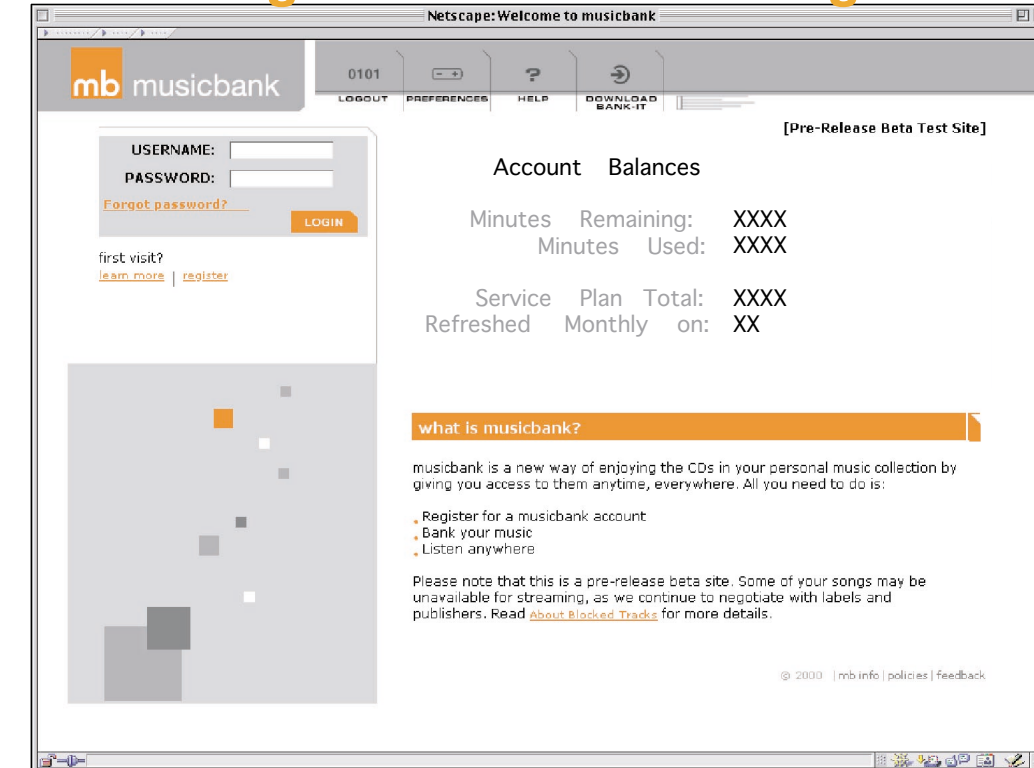 Netscape: Welcome to musicbank
mb musicbank
0101
LOGOUT
PREFERENCES
?
HELP
DOWNLOAD
BANK-IT
[Pre-Release Beta Test Site]
USERNAME:
PASSWORD:
Forgot password?
LOGIN
first visit?
learn more | register
Account Balances
Minutes Remaining: XXXX
Minutes Used: XXXX
Service Plan Total: XXXX
Refreshed Monthly on: XX
what is musicbank?
musicbank is a new way of enjoying the CDs in your personal music collection by
giving you access to them anytime, everywhere. All you need to do is:
Register for a musicbank account
Bank your music
Listen anywhere
Please note that this is a pre-release beta site. Some of your songs may be
unavailable for streaming, as we continue to negotiate with labels and
publishers. Read About Blocked Tracks for more details.
© 2000 | mb info | policies | feedback